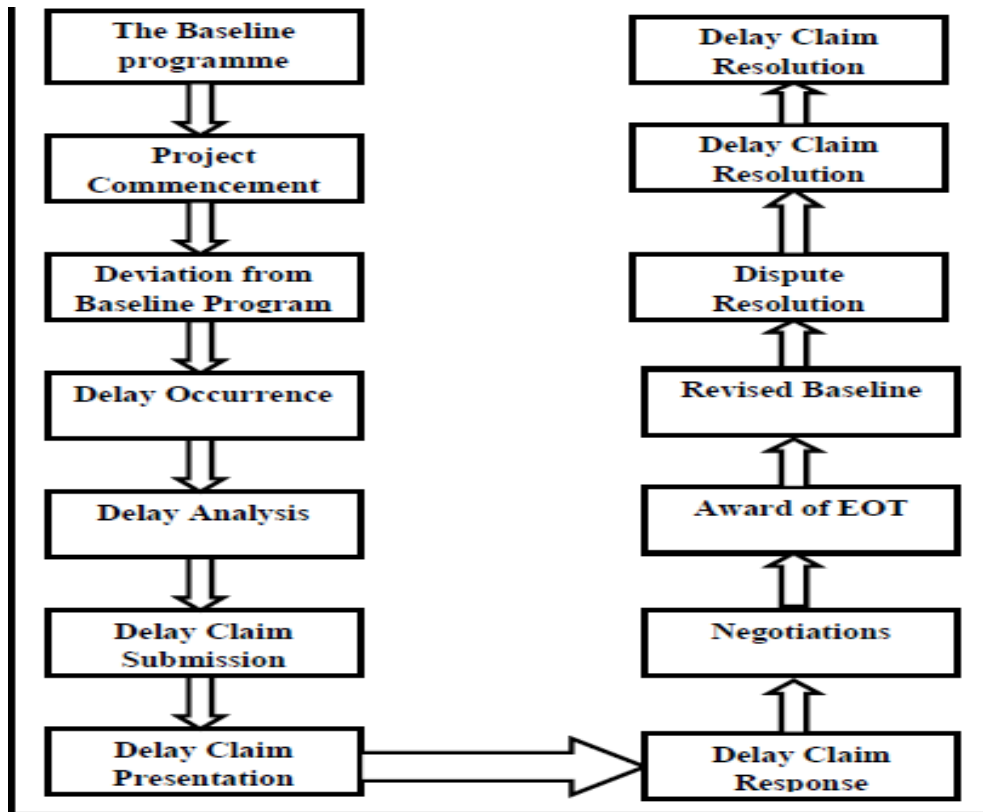 The Baseline
programme
Project
Commencement
Deviation from
Baseline Program
Delay Occurrence
Delay Analysis
Delay Claim
Submission
Delay Claim
Presentation
Delay Claim
Response
Negotiations
Award of EOT
Revised Baseline
Dispute
Resolution
Delay Claim
Resolution
Delay Claim
Resolution